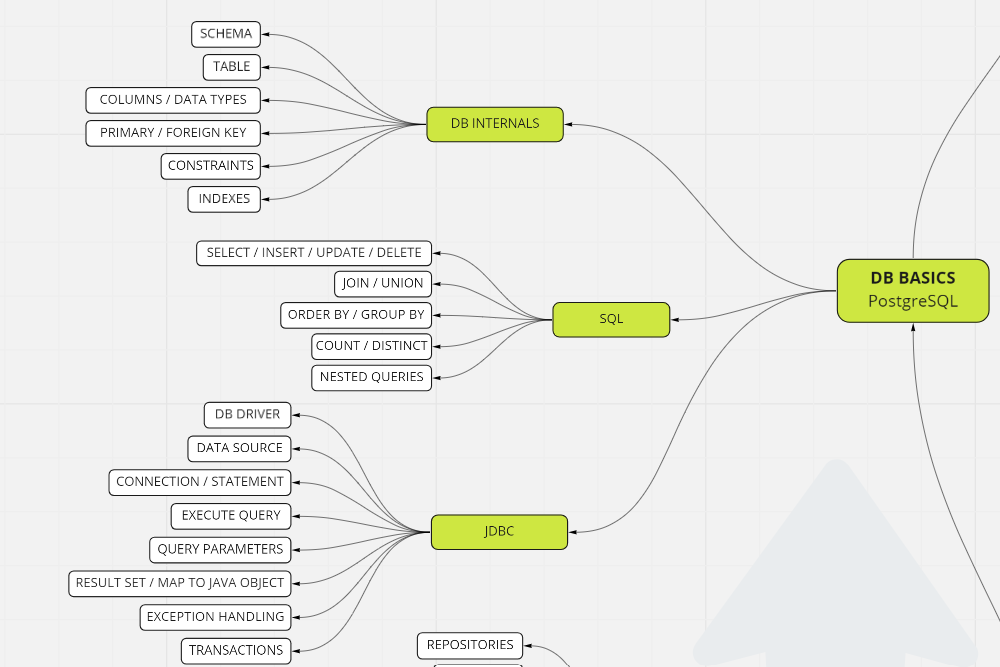 SCHEMA
TABLE
COLUMNS / DATA TYPES
PRIMARY / FOREIGN KEY
CONSTRAINTS
INDEXES
DB INTERNALS
SELECT / INSERT / UPDATE / DELETE
JOIN / UNION
ORDER BY / GROUP BY
COUNT / DISTINCT
NESTED QUERIES
SQL
DB BASICS
PostgreSQL
DB DRIVER
DATA SOURCE
CONNECTION / STATEMENT
EXECUTE QUERY
QUERY PARAMETERS
RESULT SET / MAP TO JAVA OBJECT
EXCEPTION HANDLING
TRANSACTIONS
JDBC
REPOSITORIES